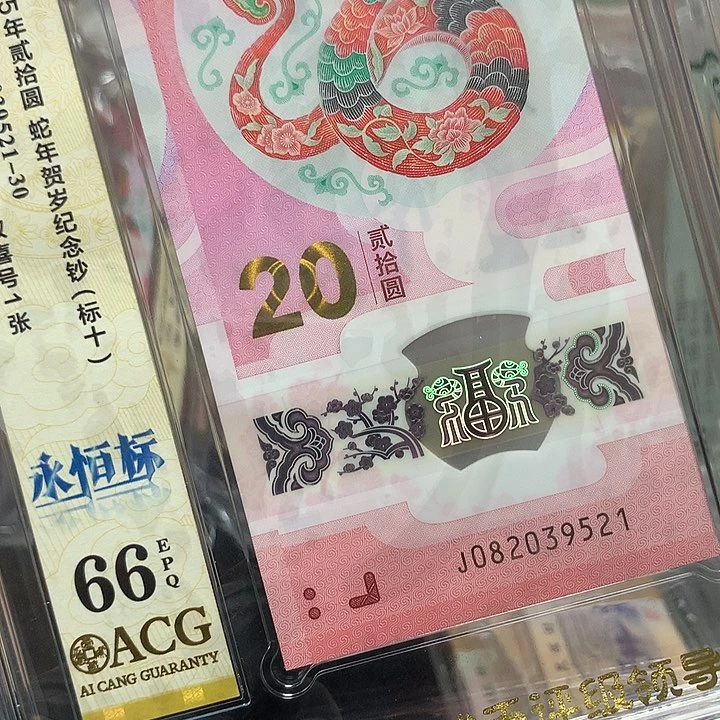 5年贰拾圆 蛇年贺岁纪念钞(标十)
39521-30
喜号1张
永恒标
66
EPQ
ACG
AI CANG GUARANTY
20
贰拾圆
福
J082039521